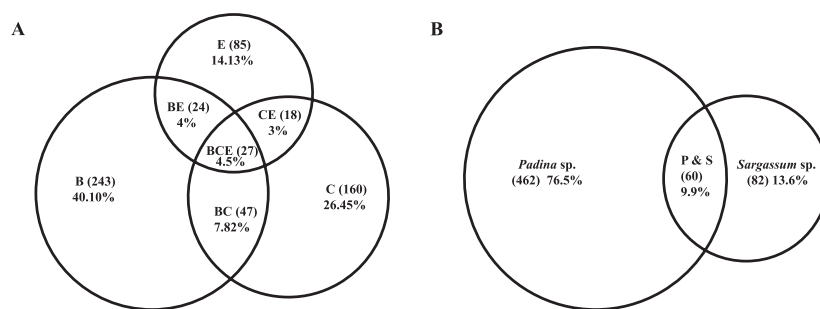 A
E (85)
14.13%
BE (24)
4%
CE (18)
3%
BCE (27)
4.5%
B (243)
40.10%
C (160)
26.45%
BC (47)
7.82%
B
Padina sp.
(462) 76.5%
P & S
(60)
9.9%
Sargassum sp.
(82) 13.6%